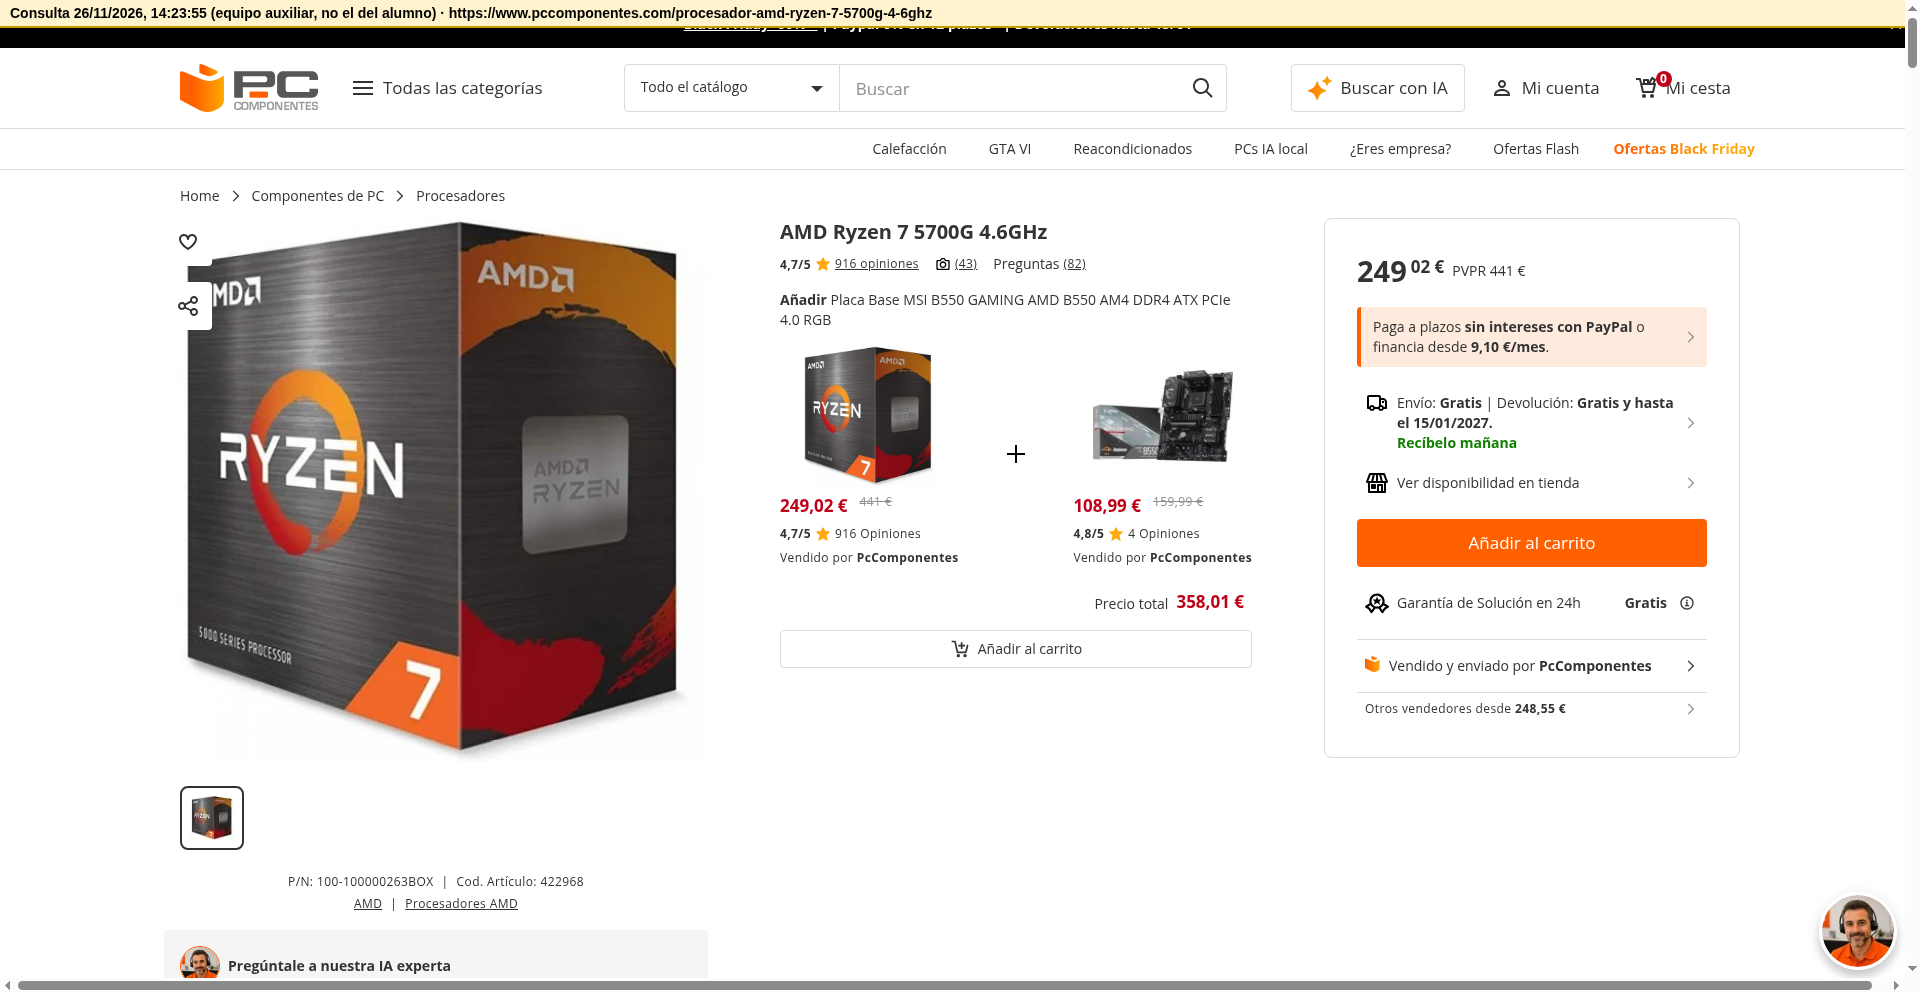 Consulta 26/11/2026, 14:23:55 (equipo auxiliar, no el del alumno) · https://www.pccomponentes.com/procesador-amd-ryzen-7-5700g-4-6ghz
PC
COMPONENTES
Todas las categorías
Todo el catálogo
Buscar
Buscar con IA
Mi cuenta
0
Mi cesta
Calefacción
GTA VI
Reacondicionados
PCs IA local
¿Eres empresa?
Ofertas Flash
Ofertas Black Friday
Home
Componentes de PC
Procesadores
AMD
AMD
RYZEN
AMD
RYZEN
5000 SERIES PROCESSOR
7
P/N: 100-100000263BOX | Cod. Artículo: 422968
AMD | Procesadores AMD
Pregúntale a nuestra IA experta
AMD Ryzen 7 5700G 4.6GHz
4,7/5 916 opiniones (43) Preguntas (82)
Añadir Placa Base MSI B550 GAMING AMD B550 AM4 DDR4 ATX PCIe
4.0 RGB
249,02 € 441 €
4,7/5 916 Opiniones
Vendido por PcComponentes
108,99 € 159,99 €
4,8/5 4 Opiniones
Vendido por PcComponentes
Precio total 358,01 €
Añadir al carrito
249 02 € PVPR 441 €
Paga a plazos sin intereses con PayPal o
financia desde 9,10 €/mes.
Envío: Gratis | Devolución: Gratis y hasta
el 15/01/2027.
Recíbelo mañana
Ver disponibilidad en tienda
Añadir al carrito
Garantía de Solución en 24h Gratis
Vendido y enviado por PcComponentes
Otros vendedores desde 248,55 €